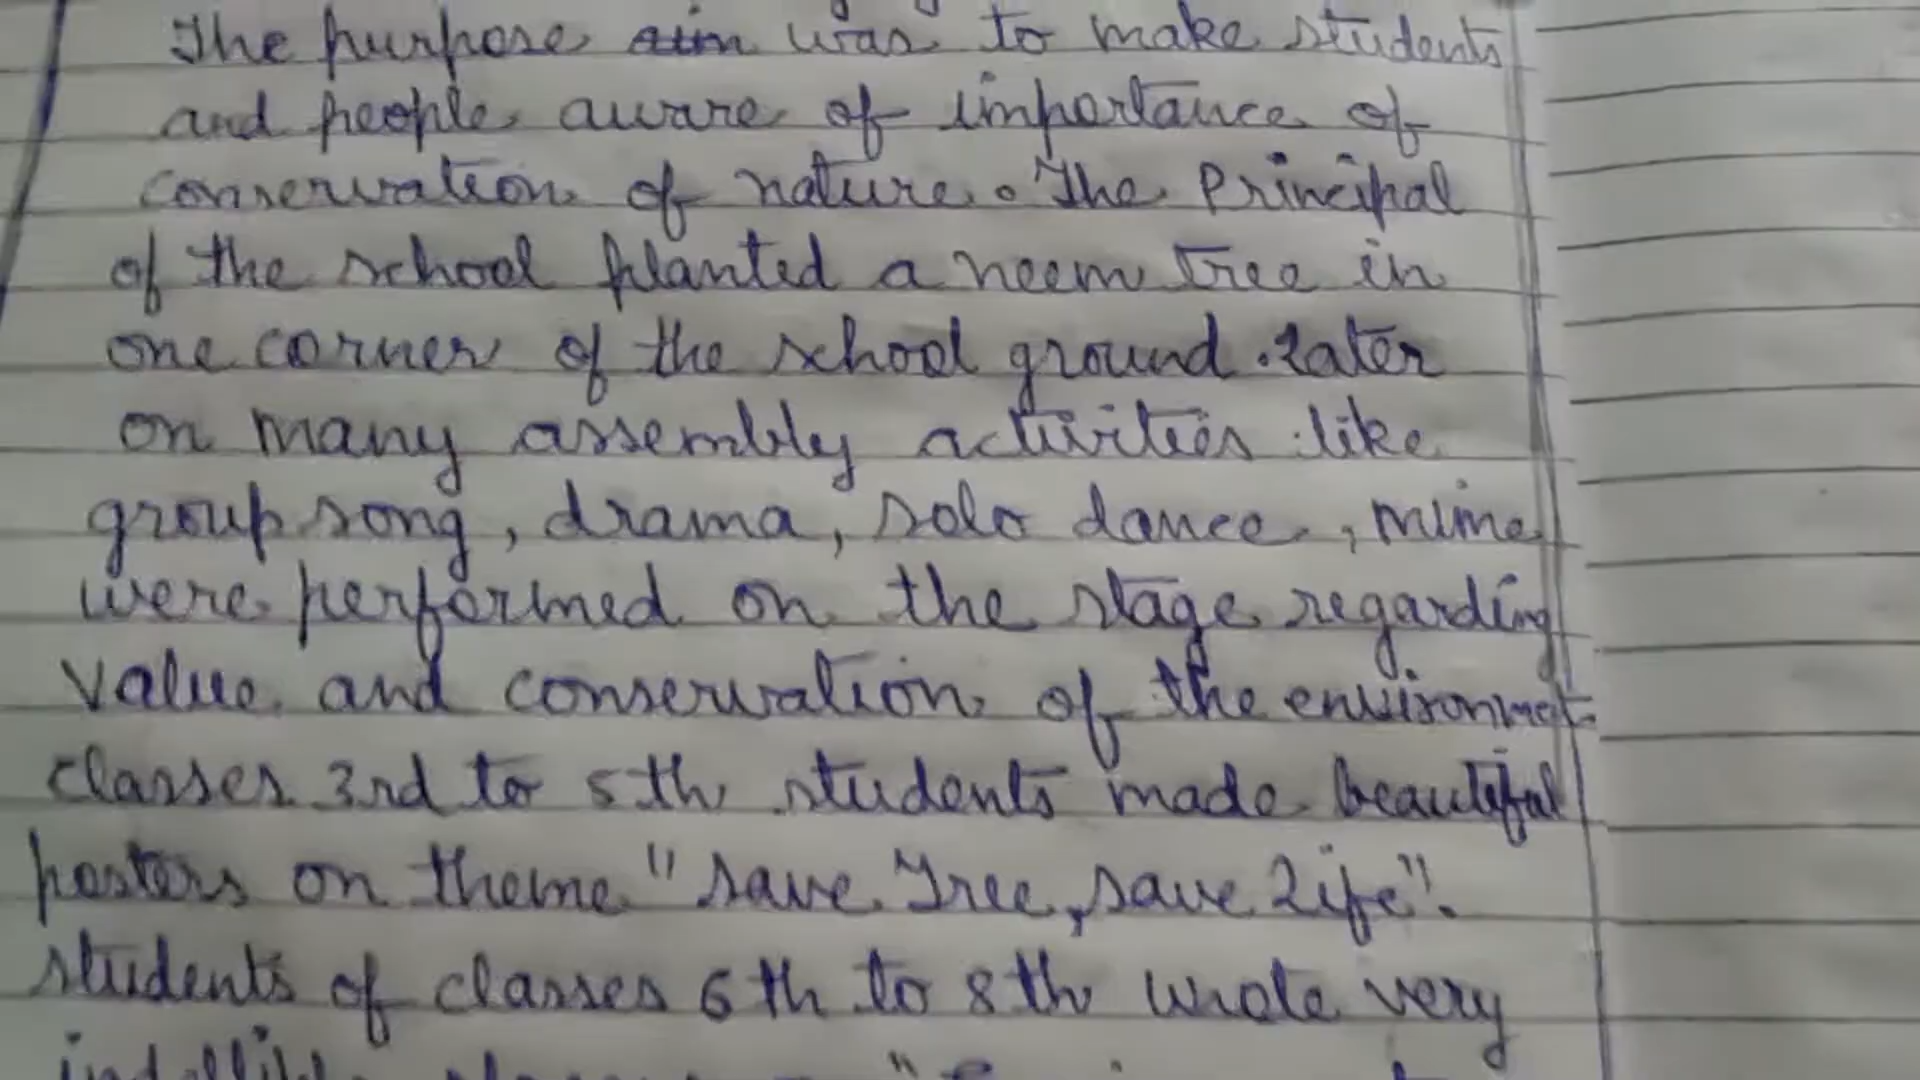 The purpose aim was to make students
and people aware of importance of
conservation of nature. The Principal
of the school planted a neem tree in
one corner of the school ground. Later
on many assembly activities like
group song, drama, solo dance, mime
were performed on the stage regarding
value and conservation of the environmet.
classes 3rd to 5th students made beautiful
posters on theme "save Tree, save Life".
students of classes 6th to 8th wrote very